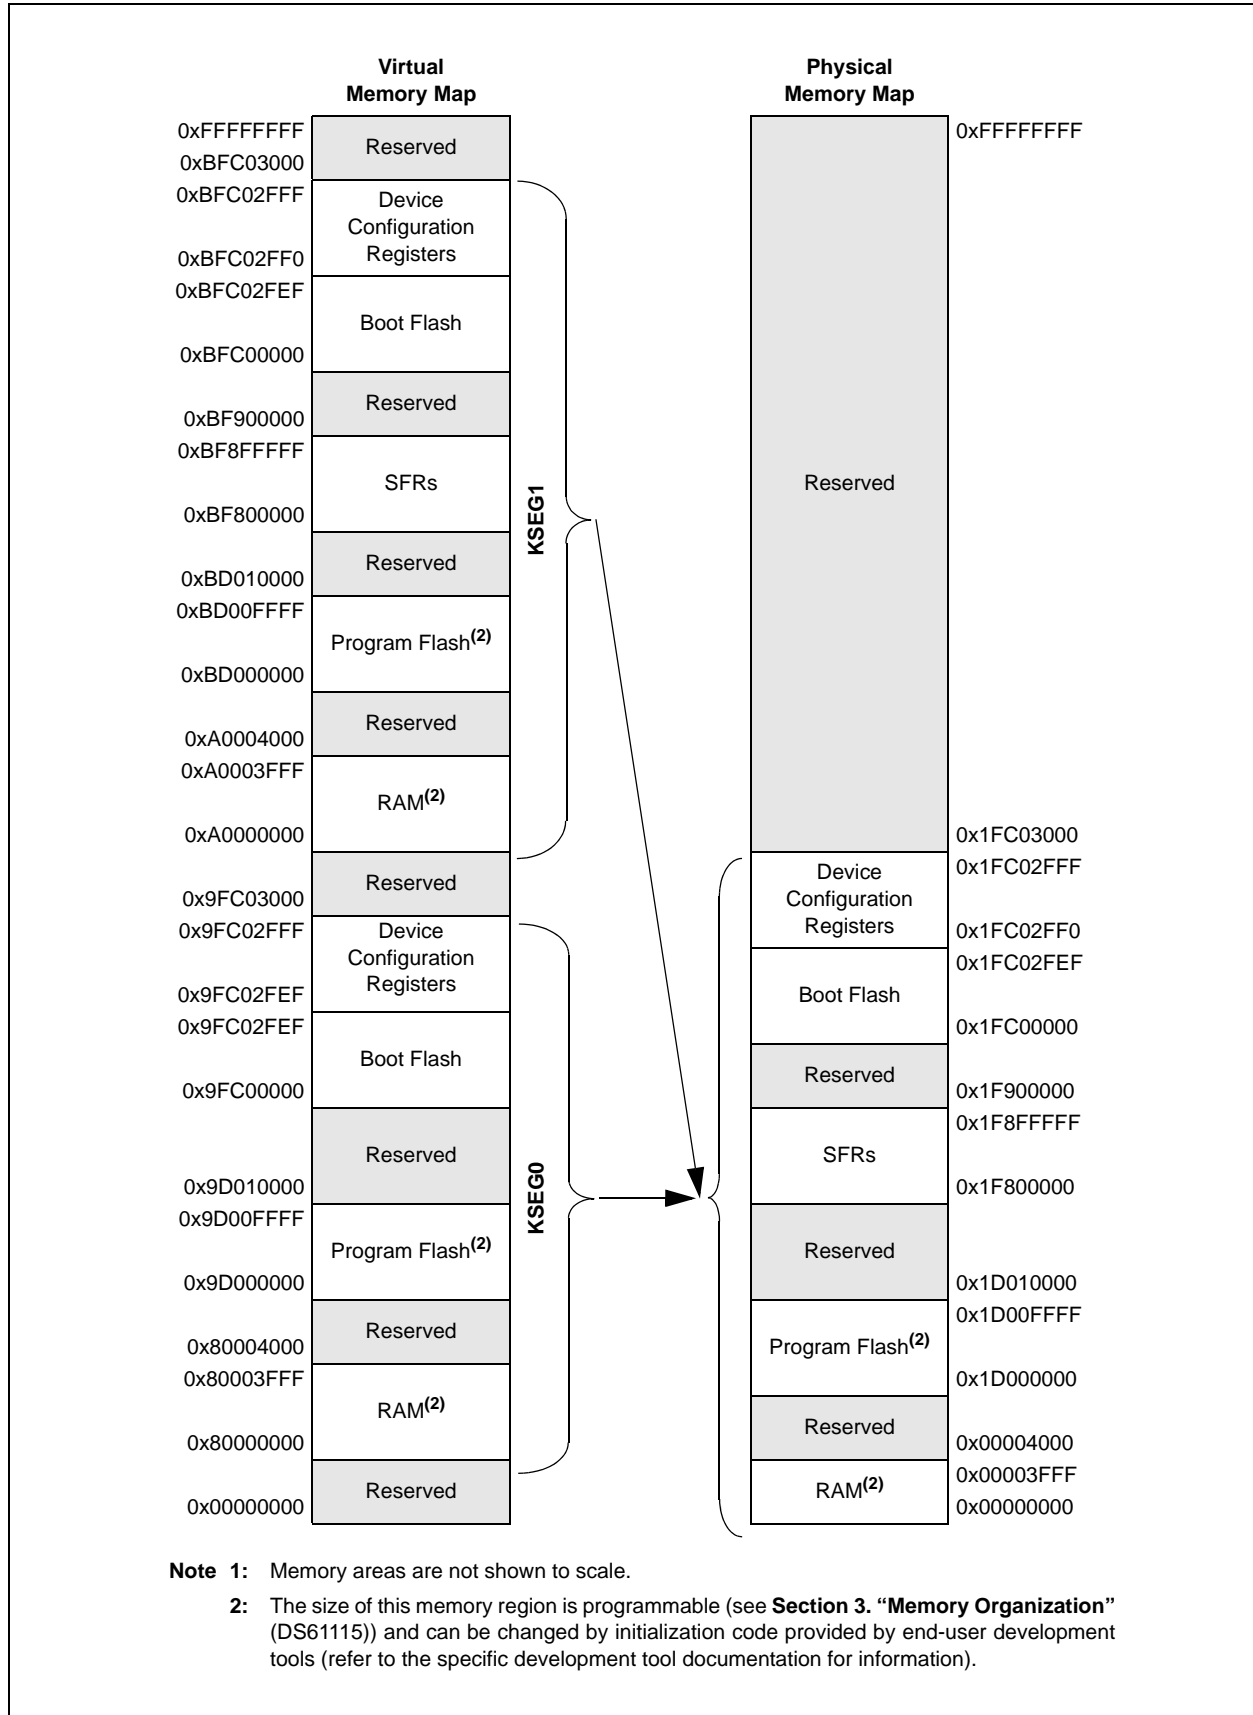 Virtual
Memory Map
0xFFFFFFFF
Reserved
0xBFC03000
0xBFC02FFF
Device
Configuration
Registers
0xBFC02FF0
0xBFC02FEF
Boot Flash
0xBFC00000
Reserved
0xBF900000
0xBF8FFFFF
SFRs
0xBF800000
Reserved
0xBD010000
0xBD00FFFF
Program Flash(2)
0xBD000000
Reserved
0xA0004000
0xA0003FFF
RAM(2)
0xA0000000
KSEG1
Reserved
0x9FC03000
0x9FC02FFF
Device
Configuration
Registers
0x9FC02FEF
0x9FC02FEF
Boot Flash
0x9FC00000
Reserved
0x9D010000
0x9D00FFFF
Program Flash(2)
0x9D000000
Reserved
0x80004000
0x80003FFF
RAM(2)
0x80000000
KSEG0
Reserved
0x00000000
Physical
Memory Map
0xFFFFFFFF
Reserved
0x1FC03000
0x1FC02FFF
Device
Configuration
Registers
0x1FC02FF0
0x1FC02FEF
Boot Flash
0x1FC00000
Reserved
0x1F900000
0x1F8FFFFF
SFRs
0x1F800000
Reserved
0x1D010000
0x1D00FFFF
Program Flash(2)
0x1D000000
Reserved
0x00004000
0x00003FFF
RAM(2)
0x00000000
Note 1: Memory areas are not shown to scale.
2: The size of this memory region is programmable (see Section 3. “Memory Organization”
(DS61115)) and can be changed by initialization code provided by end-user development
tools (refer to the specific development tool documentation for information).